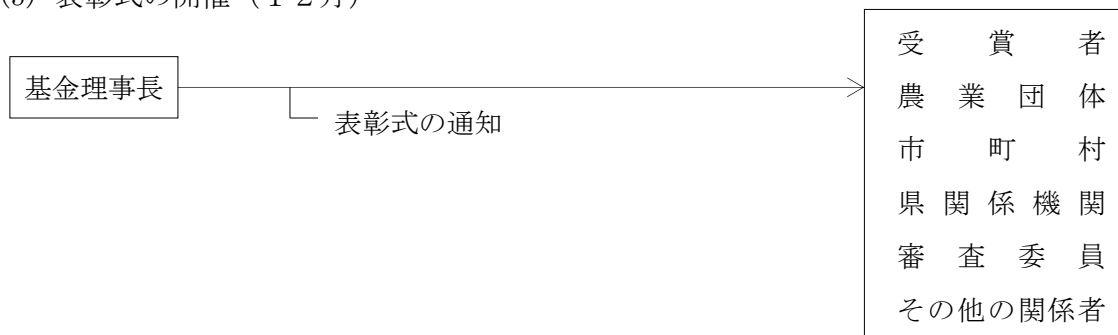 (5) 表彰式の開催（１２月）
基金理事長
表彰式の通知
受賞者
農業団体
市町村
県関係機関
審査委員
その他の関係者